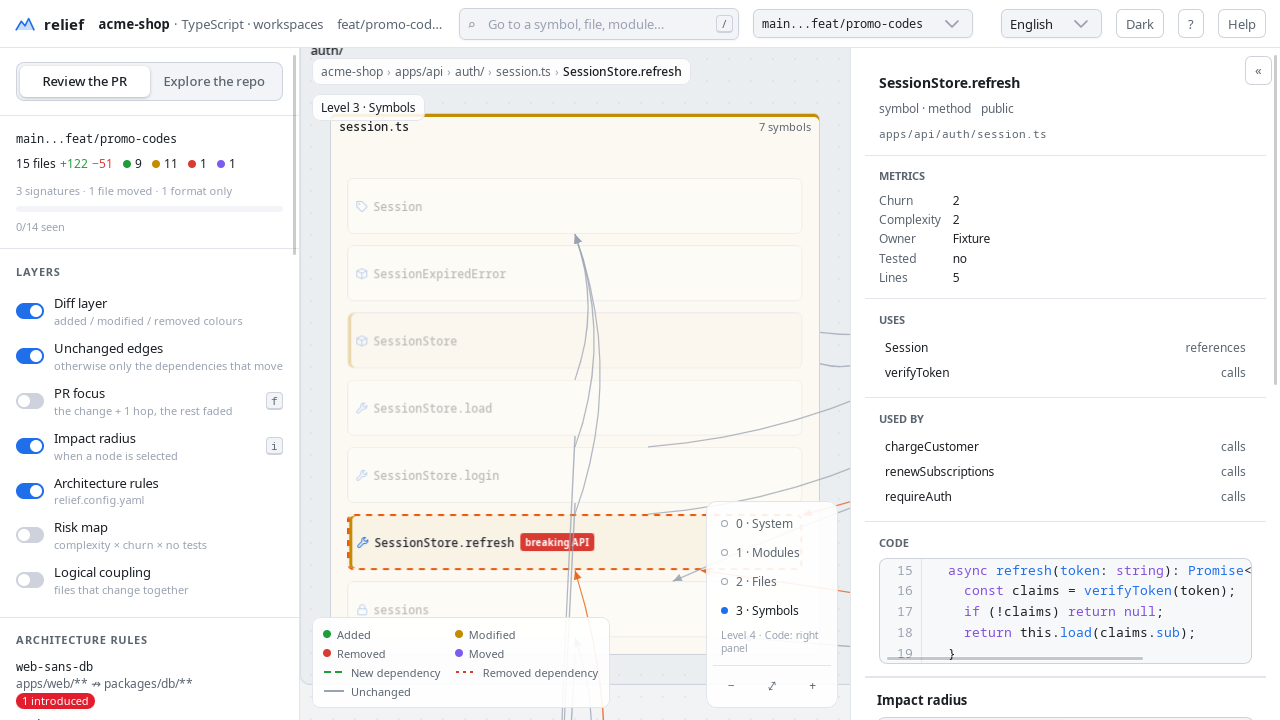 relief
acme-shop · TypeScript · workspaces feat/promo-cod…
Go to a symbol, file, module… /
main...feat/promo-codes
English
Dark
?
Help
Review the PR
Explore the repo
main...feat/promo-codes
15 files +122 −51 9 11 1 1
3 signatures · 1 file moved · 1 format only
0/14 seen
LAYERS
Diff layer
added / modified / removed colours
Unchanged edges
otherwise only the dependencies that move
PR focus
the change + 1 hop, the rest faded
f
Impact radius
when a node is selected
i
Architecture rules
relief.config.yaml
Risk map
complexity × churn × no tests
Logical coupling
files that change together
ARCHITECTURE RULES
web-sans-db
apps/web/** ↛ packages/db/**
1 introduced
auth/
acme-shop › apps/api › auth/ › session.ts › SessionStore.refresh
Level 3 · Symbols
session.ts
7 symbols
Session
SessionExpiredError
SessionStore
SessionStore.load
SessionStore.login
SessionStore.refresh breaking API
sessions
Added
Modified
Removed
Moved
New dependency
Removed dependency
Unchanged
0 · System
1 · Modules
2 · Files
3 · Symbols
Level 4 · Code: right
panel
− ⤢ +
«
SessionStore.refresh
symbol · method public
apps/api/auth/session.ts
METRICS
Churn 2
Complexity 2
Owner Fixture
Tested no
Lines 5
USES
Session references
verifyToken calls
USED BY
chargeCustomer calls
renewSubscriptions calls
requireAuth calls
CODE
15 async refresh(token: string): Promise<
16 const claims = verifyToken(token);
17 if (!claims) return null;
18 return this.load(claims.sub);
19 }
Impact radius